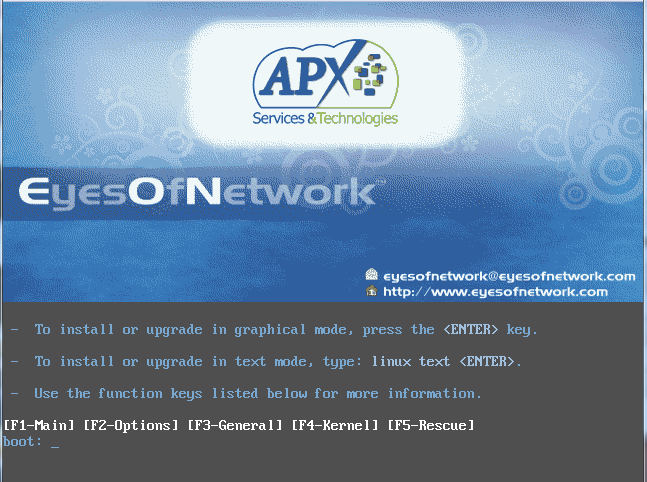 APX
Services &Technologies
EyesOfNetwork™
eyesofnetwork@eyesofnetwork.com
http://www.eyesofnetwork.com
- To install or upgrade in graphical mode, press the <ENTER> key.
- To install or upgrade in text mode, type: linux text <ENTER>.
- Use the function keys listed below for more information.
[F1-Main] [F2-Options] [F3-General] [F4-Kernel] [F5-Rescue]
boot: _